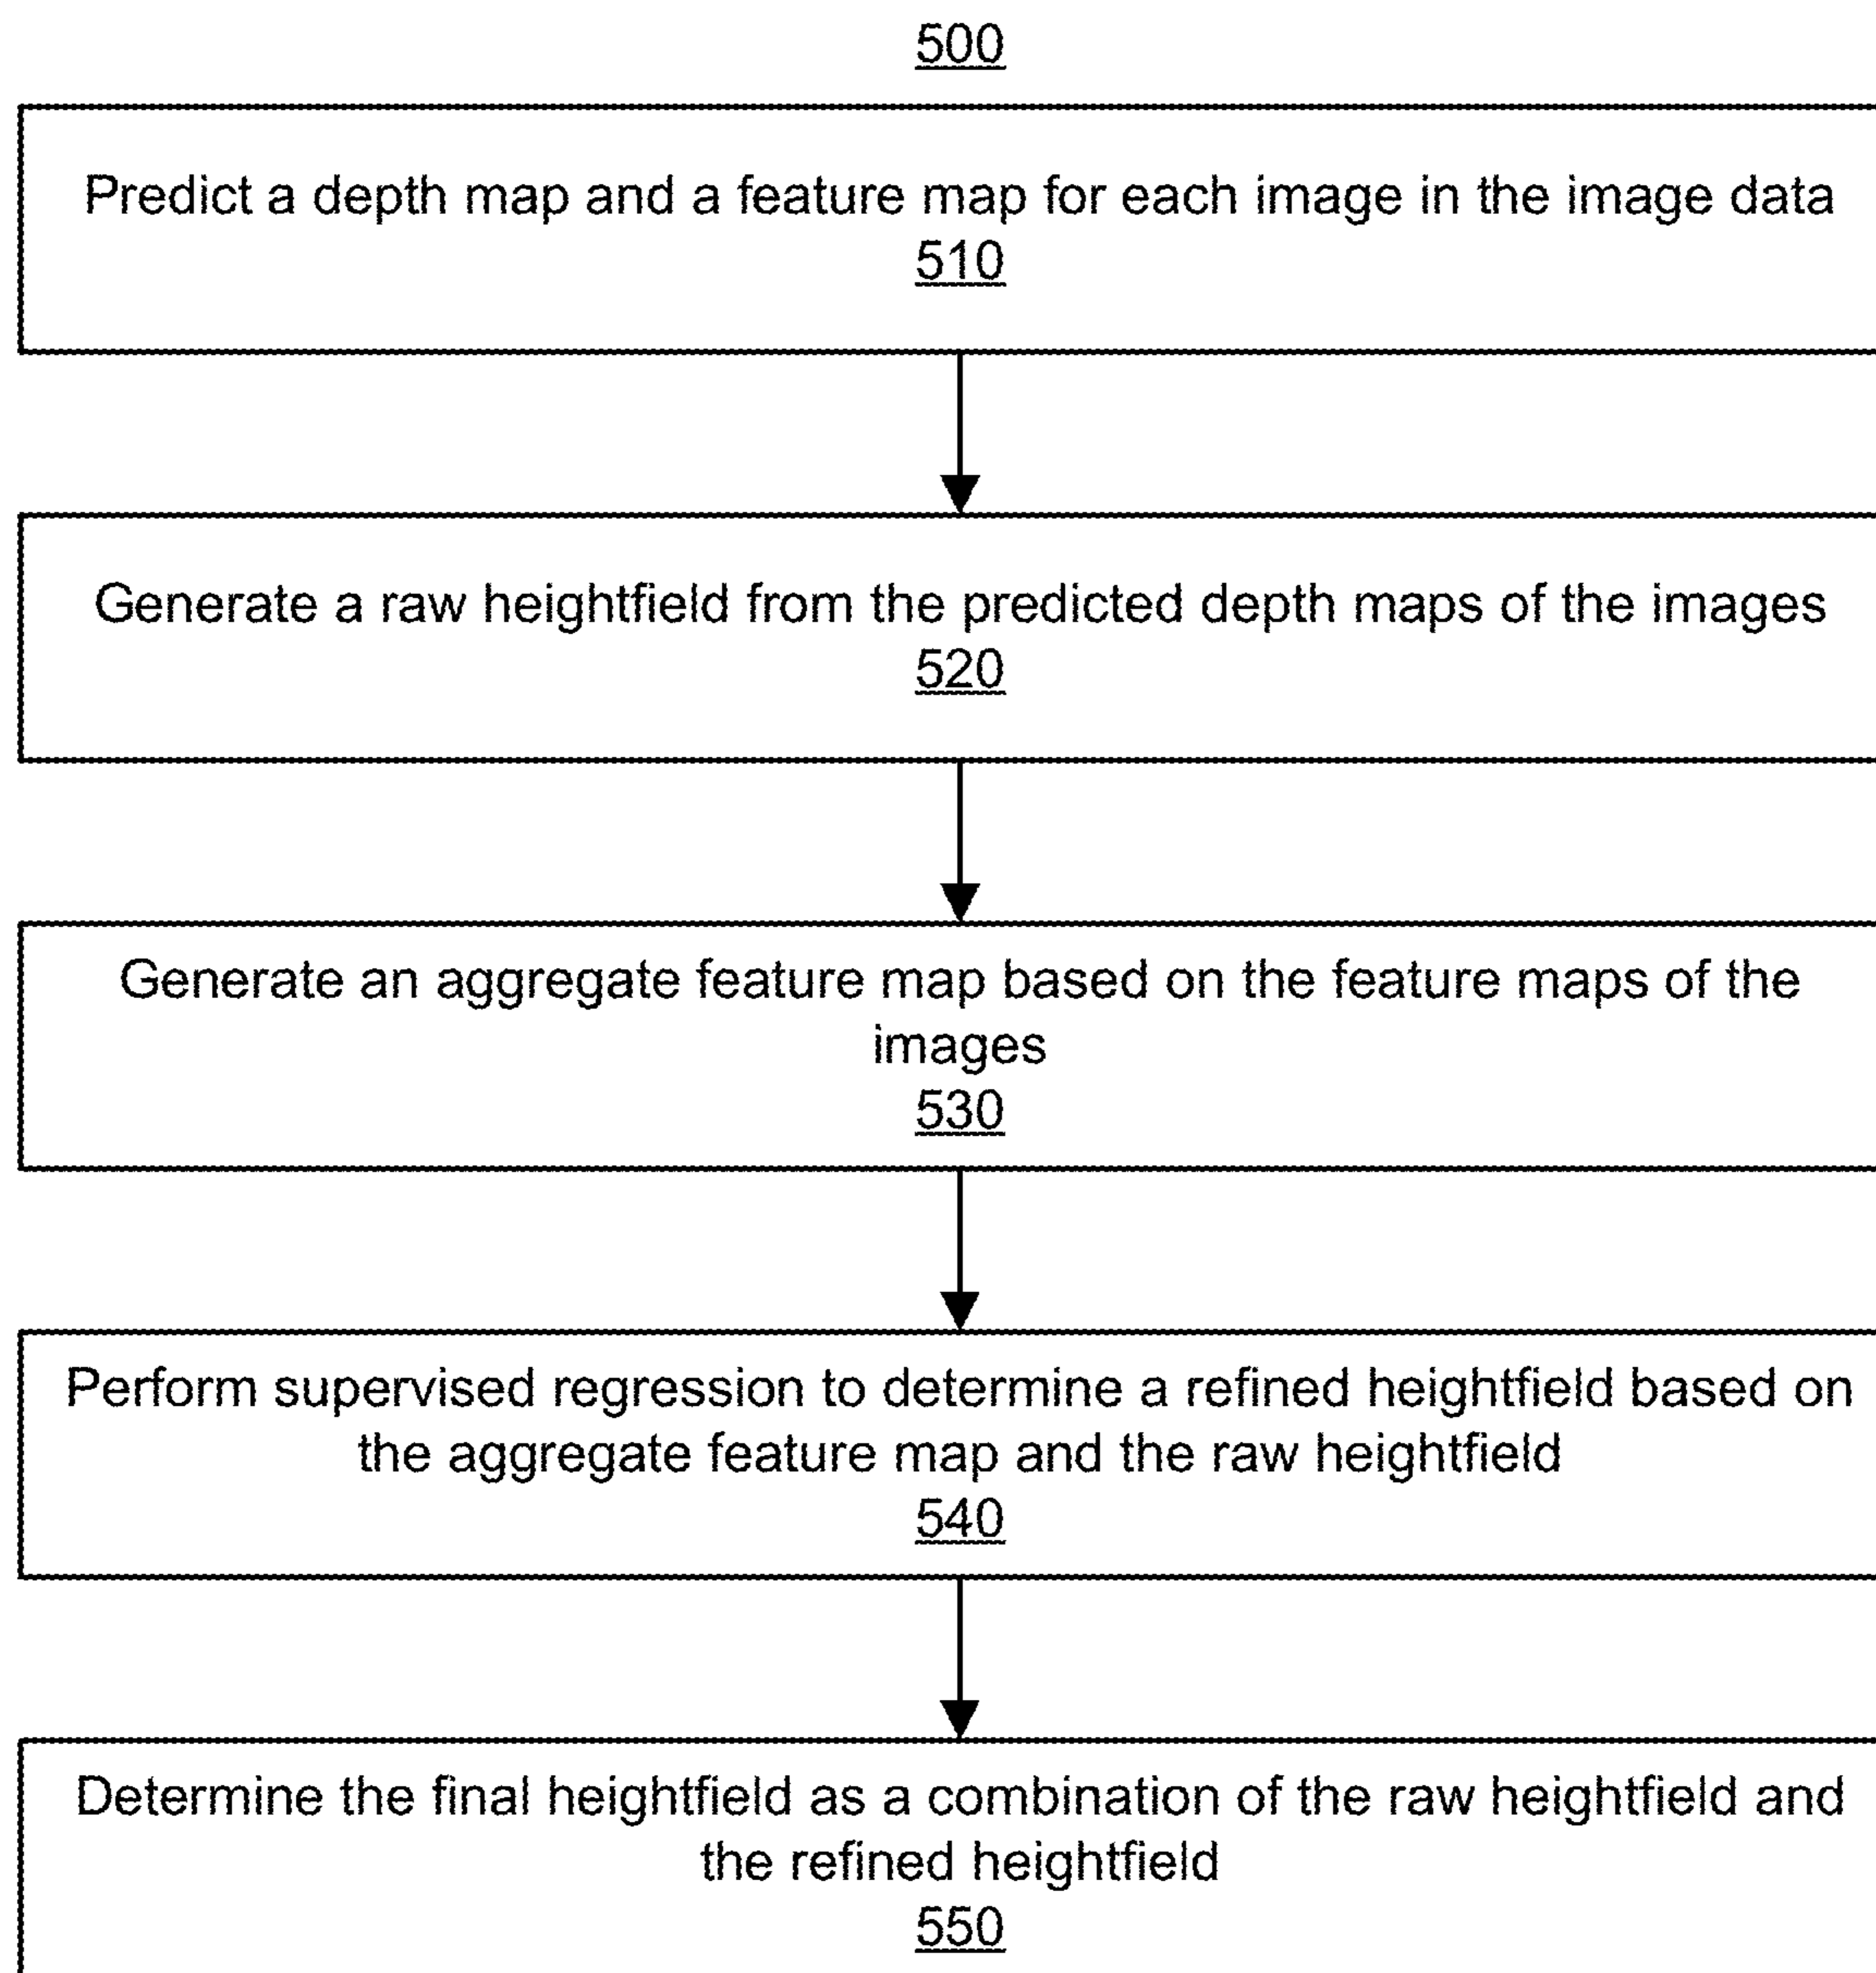 500
Predict a depth map and a feature map for each image in the image data
510
Generate a raw heightfield from the predicted depth maps of the images
520
Generate an aggregate feature map based on the feature maps of the
images
530
Perform supervised regression to determine a refined heightfield based on
the aggregate feature map and the raw heightfield
540
Determine the final heightfield as a combination of the raw heightfield and
the refined heightfield
550